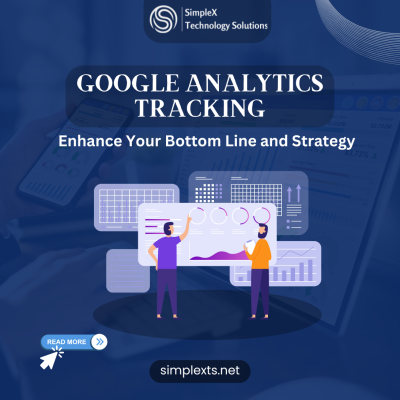 SimpleX
Technology Solutions
GOOGLE ANALYTICS
TRACKING
Enhance Your Bottom Line and Strategy
READ MORE
simplexts.net